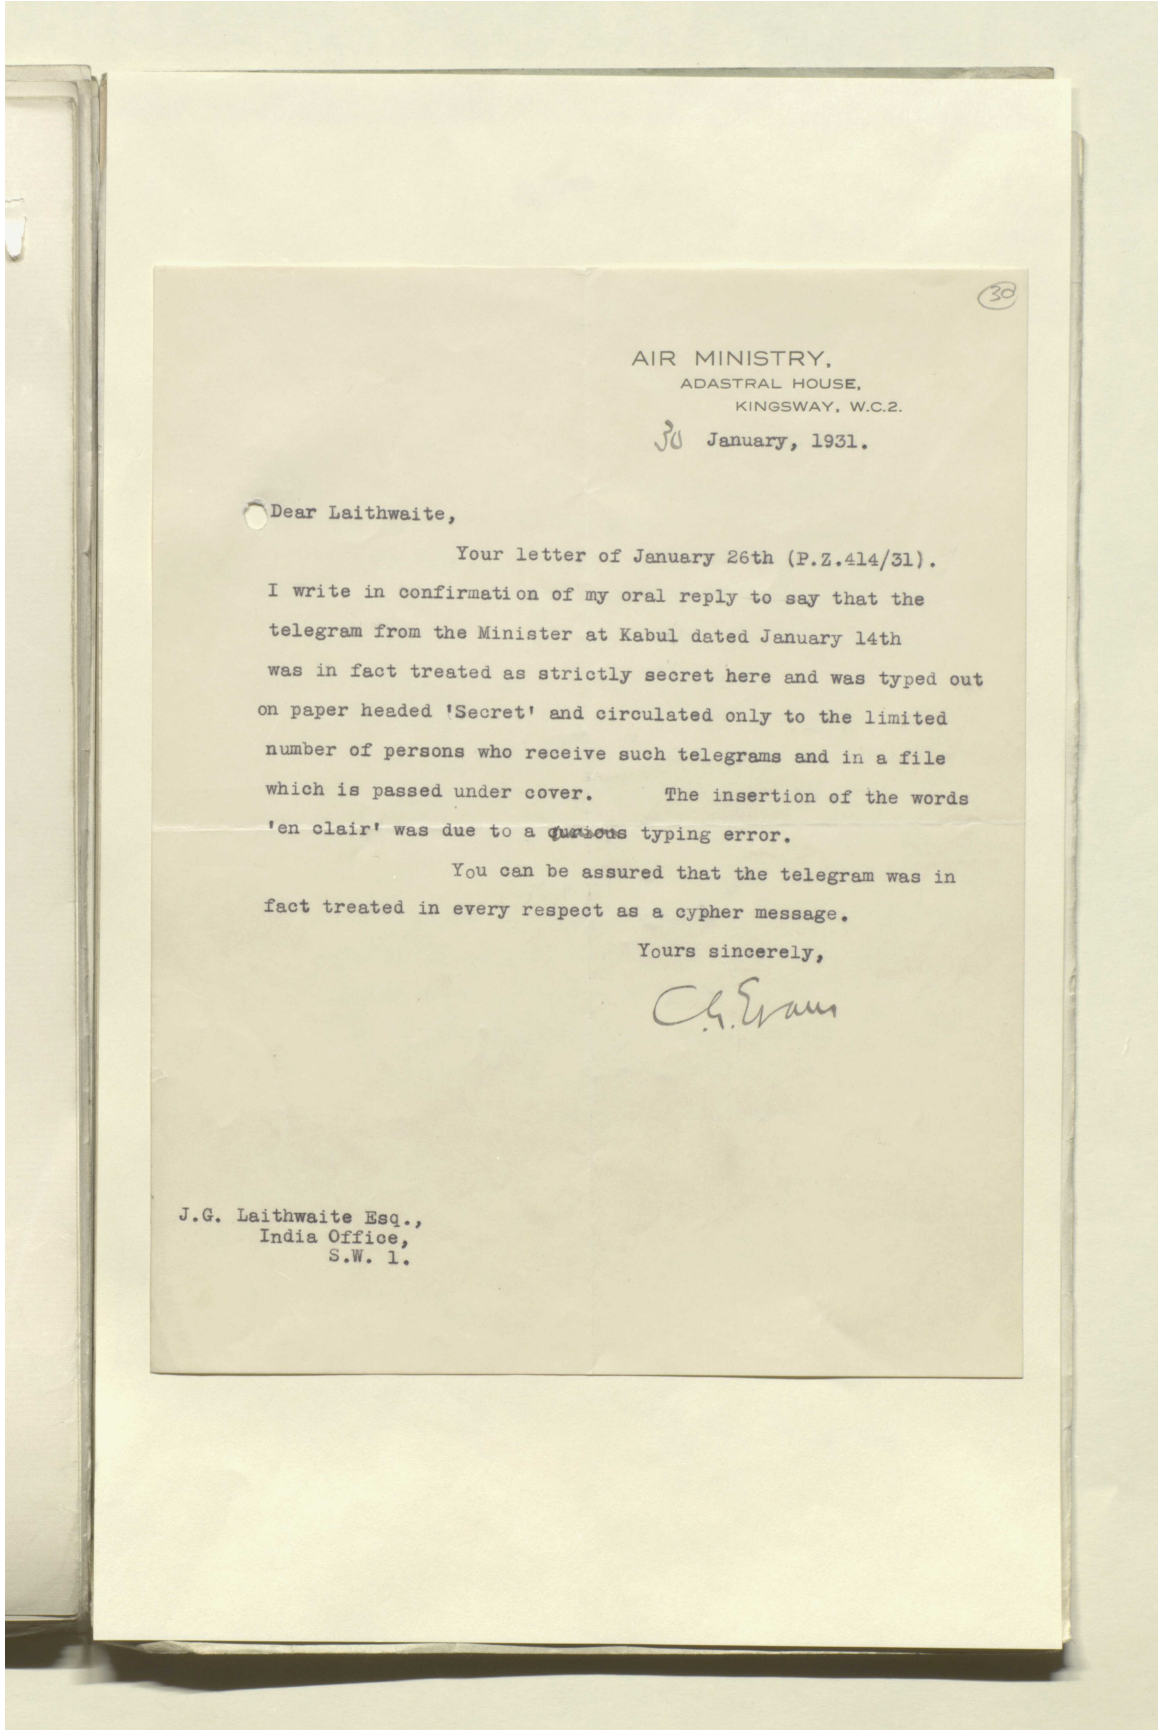 30
AIR MINISTRY,
ADASTRAL HOUSE,
KINGSWAY, W.C.2.
30 January, 1931.
Dear Laithwaite,
Your letter of January 26th (P.Z.414/31).
I write in confirmation of my oral reply to say that the
telegram from the Minister at Kabul dated January 14th
was in fact treated as strictly secret here and was typed out
on paper headed 'Secret' and circulated only to the limited
number of persons who receive such telegrams and in a file
which is passed under cover. The insertion of the words
'en clair' was due to a curious typing error.
You can be assured that the telegram was in
fact treated in every respect as a cypher message.
Yours sincerely,
C.G. Evans
J.G. Laithwaite Esq.,
India Office,
S.W. 1.